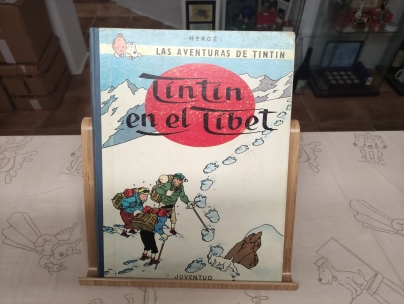 ·HERGÉ·
LAS AVENTURAS DE TINTIN
Tintin
en el Tibet
JUVENTUD